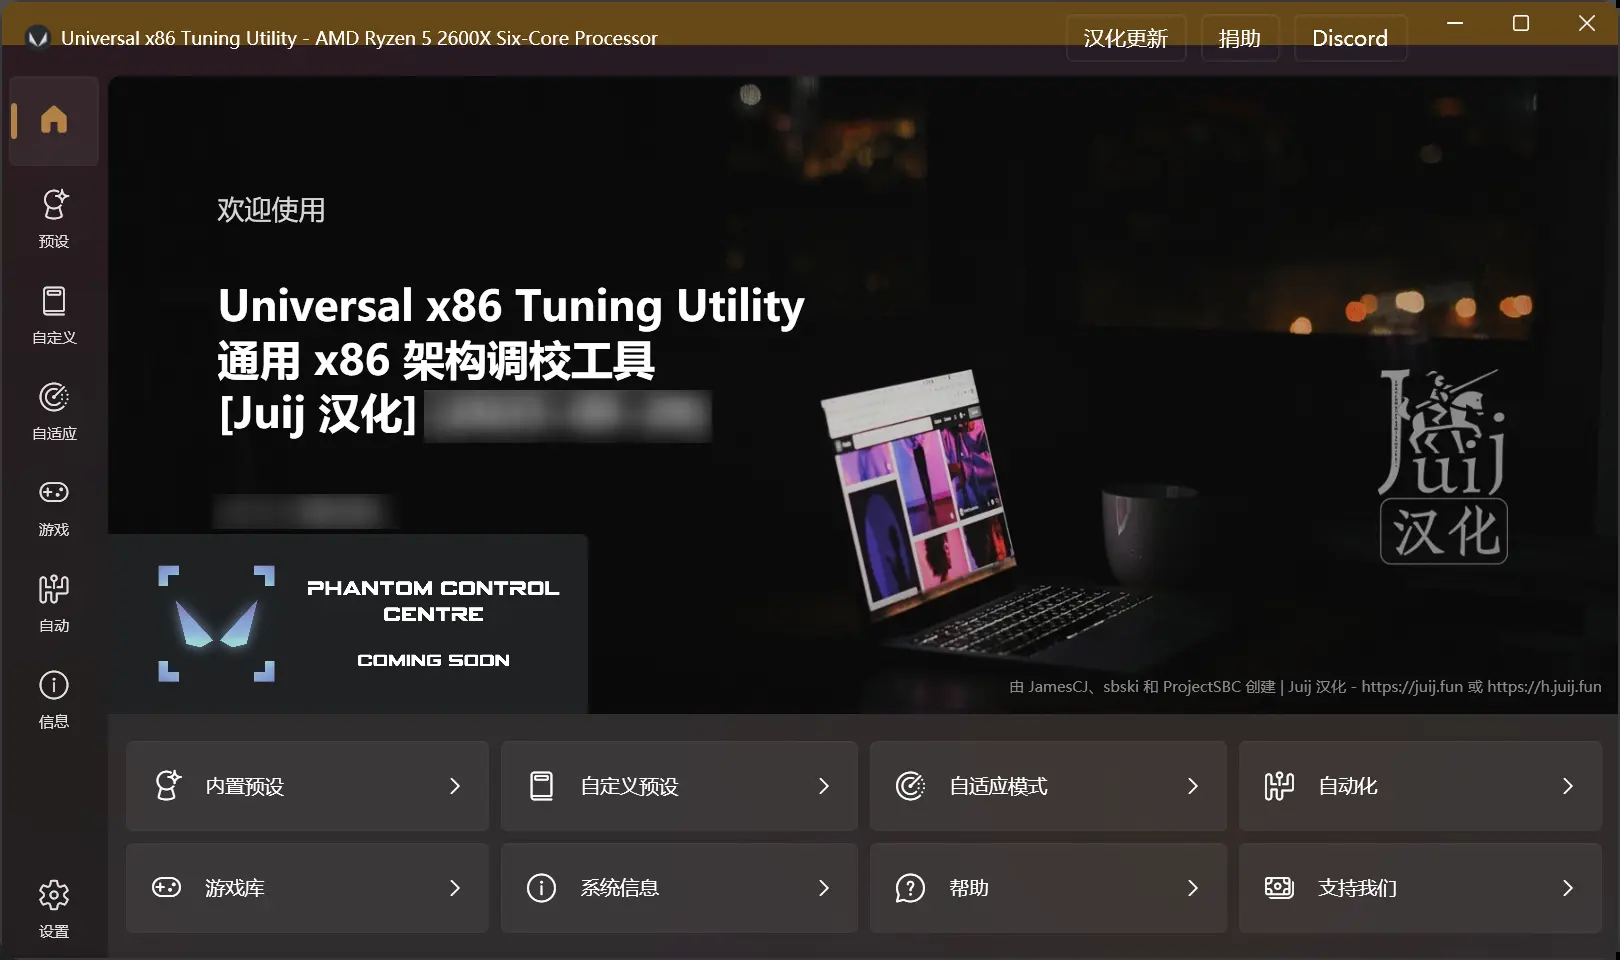 Universal x86 Tuning Utility - AMD Ryzen 5 2600X Six-Core Processor
汉化更新
捐助
Discord
预设
自定义
自适应
游戏
自动
信息
设置
欢迎使用
Universal x86 Tuning Utility
通用 x86 架构调校工具
[Juij 汉化]
Juij
汉化
PHANTOM CONTROL
CENTRE
COMING SOON
由 JamesCJ、sbski 和 ProjectSBC 创建 | Juij 汉化 - https://juij.fun 或 https://h.juij.fun
内置预设
自定义预设
自适应模式
自动化
游戏库
系统信息
帮助
支持我们